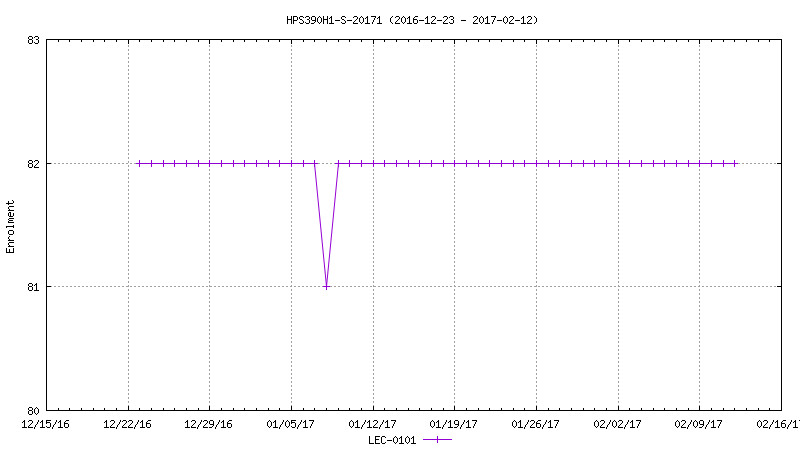 HPS390H1-S-20171 (2016-12-23 - 2017-02-12)
83
82
81
80
Enrolment
12/15/16 12/22/16 12/29/16 01/05/17 01/12/17 01/19/17 01/26/17 02/02/17 02/09/17 02/16/17
LEC-0101